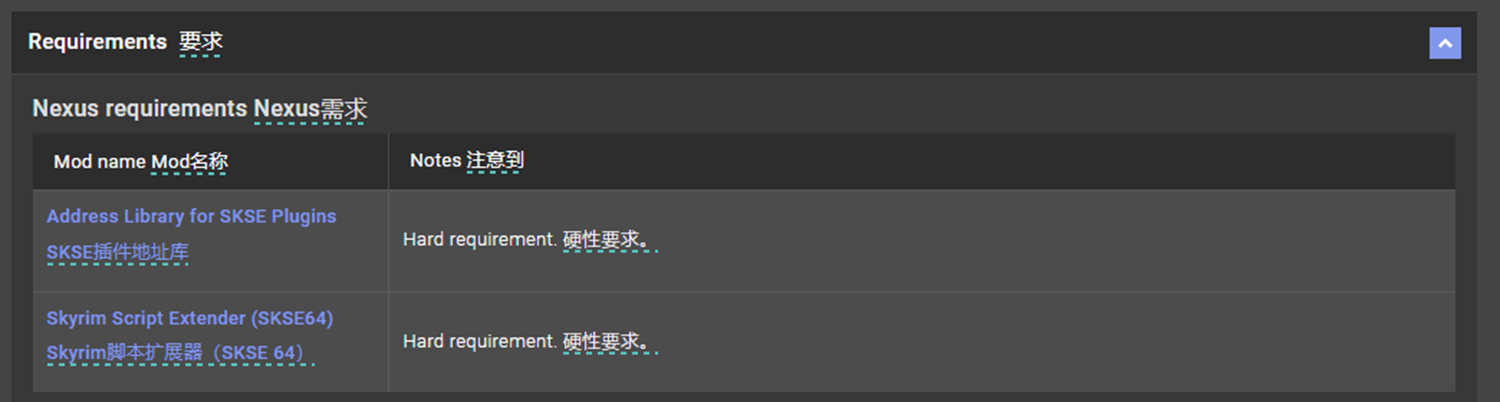 Requirements 要求
Nexus requirements Nexus需求
Mod name Mod名称
Notes 注意到
Address Library for SKSE Plugins
SKSE插件地址库
Hard requirement. 硬性要求。
Skyrim Script Extender (SKSE64)
Skyrim脚本扩展器（SKSE 64）
Hard requirement. 硬性要求。